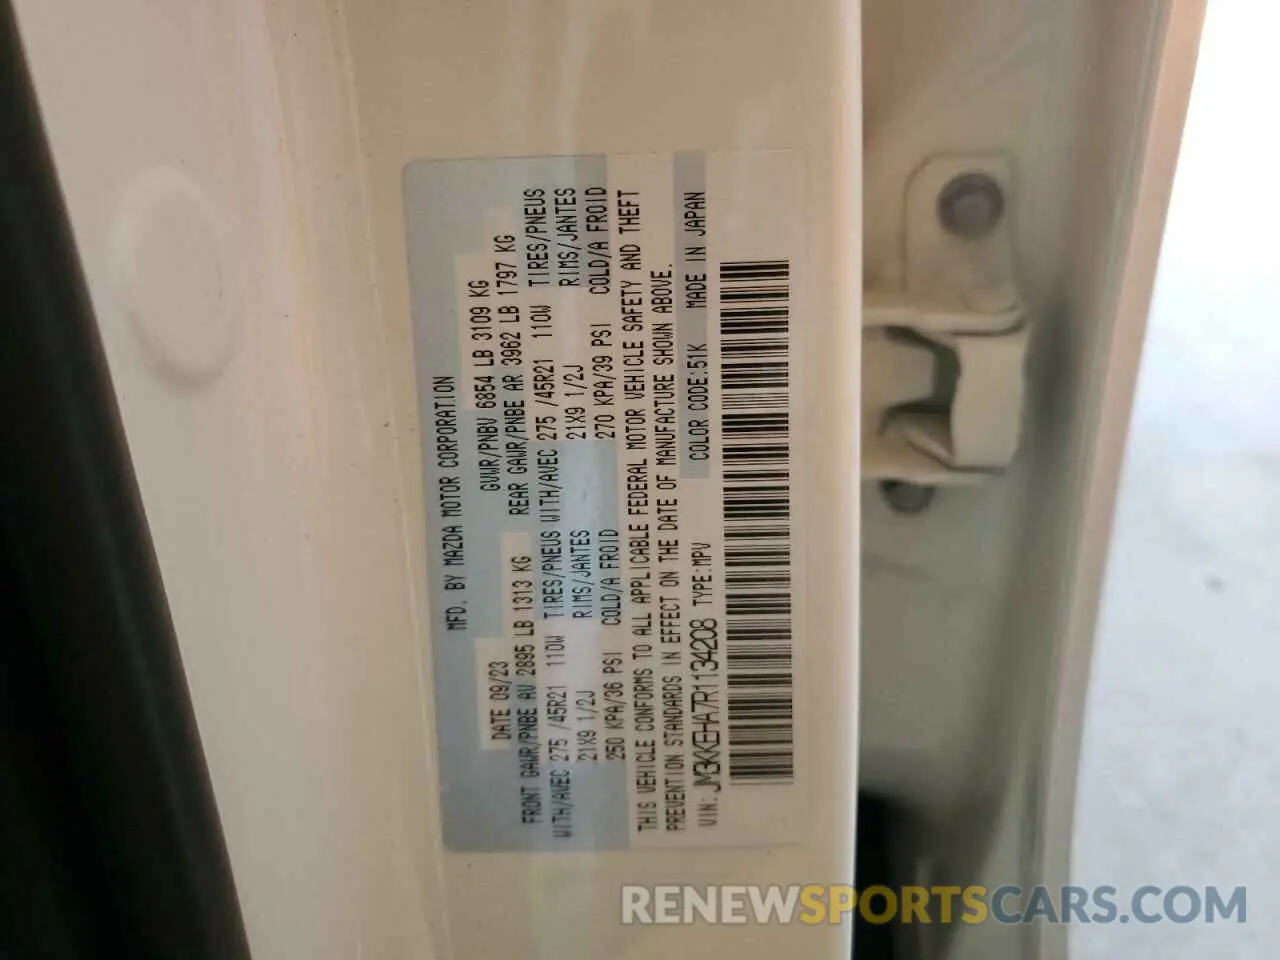 MFD. BY MAZDA MOTOR CORPORATION
DATE 09/23 GVWR/PNBV 6854 LB 3109 KG
FRONT GAWR/PNBE AV 2895 LB 1313 KG REAR GAWR/PNBE AR 3962 LB 1797 KG
WITH/AVEC 275 /45R21 110W TIRES/PNEUS WITH/AVEC 275 /45R21 110W TIRES/PNEUS
21X9 1/2J RIMS/JANTES 21X9 1/2J RIMS/JANTES
250 KPA/36 PSI COLD/A FROID 270 KPA/39 PSI COLD/A FROID
THIS VEHICLE CONFORMS TO ALL APPLICABLE FEDERAL MOTOR VEHICLE SAFETY AND THEFT
PREVENTION STANDARDS IN EFFECT ON THE DATE OF MANUFACTURE SHOWN ABOVE.
VIN: JM3KKEHA7R1134208 TYPE:MPV COLOR CODE:51K MADE IN JAPAN
RENEWSPORTSCARS.COM